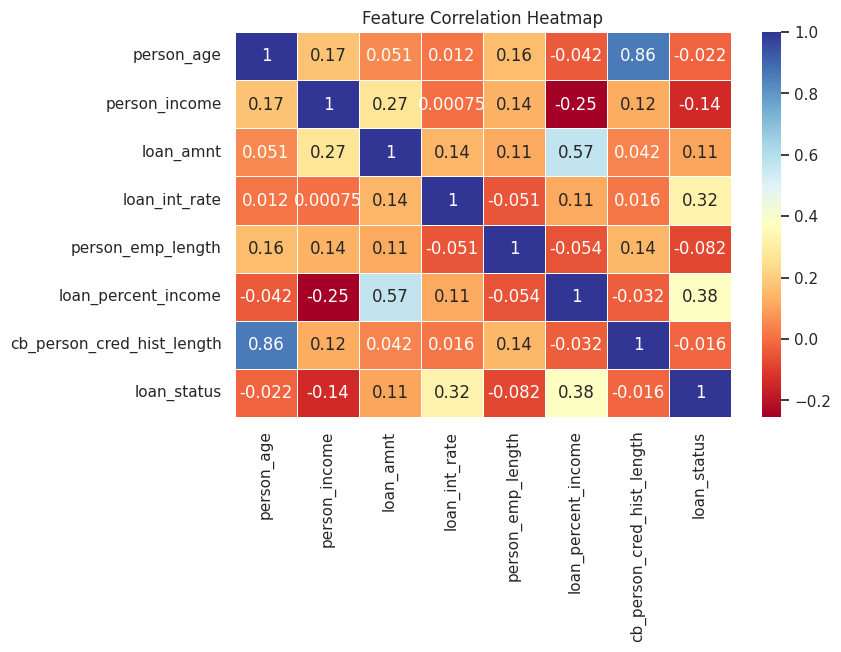 Feature Correlation Heatmap
person_age 1 0.17 0.051 0.012 0.16 -0.042 0.86 -0.022
person_income 0.17 1 0.27 0.00075 0.14 -0.25 0.12 -0.14
loan_amnt 0.051 0.27 1 0.14 0.11 0.57 0.042 0.11
loan_int_rate 0.012 0.00075 0.14 1 -0.051 0.11 0.016 0.32
person_emp_length 0.16 0.14 0.11 -0.051 1 -0.054 0.14 -0.082
loan_percent_income -0.042 -0.25 0.57 0.11 -0.054 1 -0.032 0.38
cb_person_cred_hist_length 0.86 0.12 0.042 0.016 0.14 -0.032 1 -0.016
loan_status -0.022 -0.14 0.11 0.32 -0.082 0.38 -0.016 1
person_age
person_income
loan_amnt
loan_int_rate
person_emp_length
loan_percent_income
cb_person_cred_hist_length
loan_status
1.0
0.8
0.6
0.4
0.2
0.0
−0.2